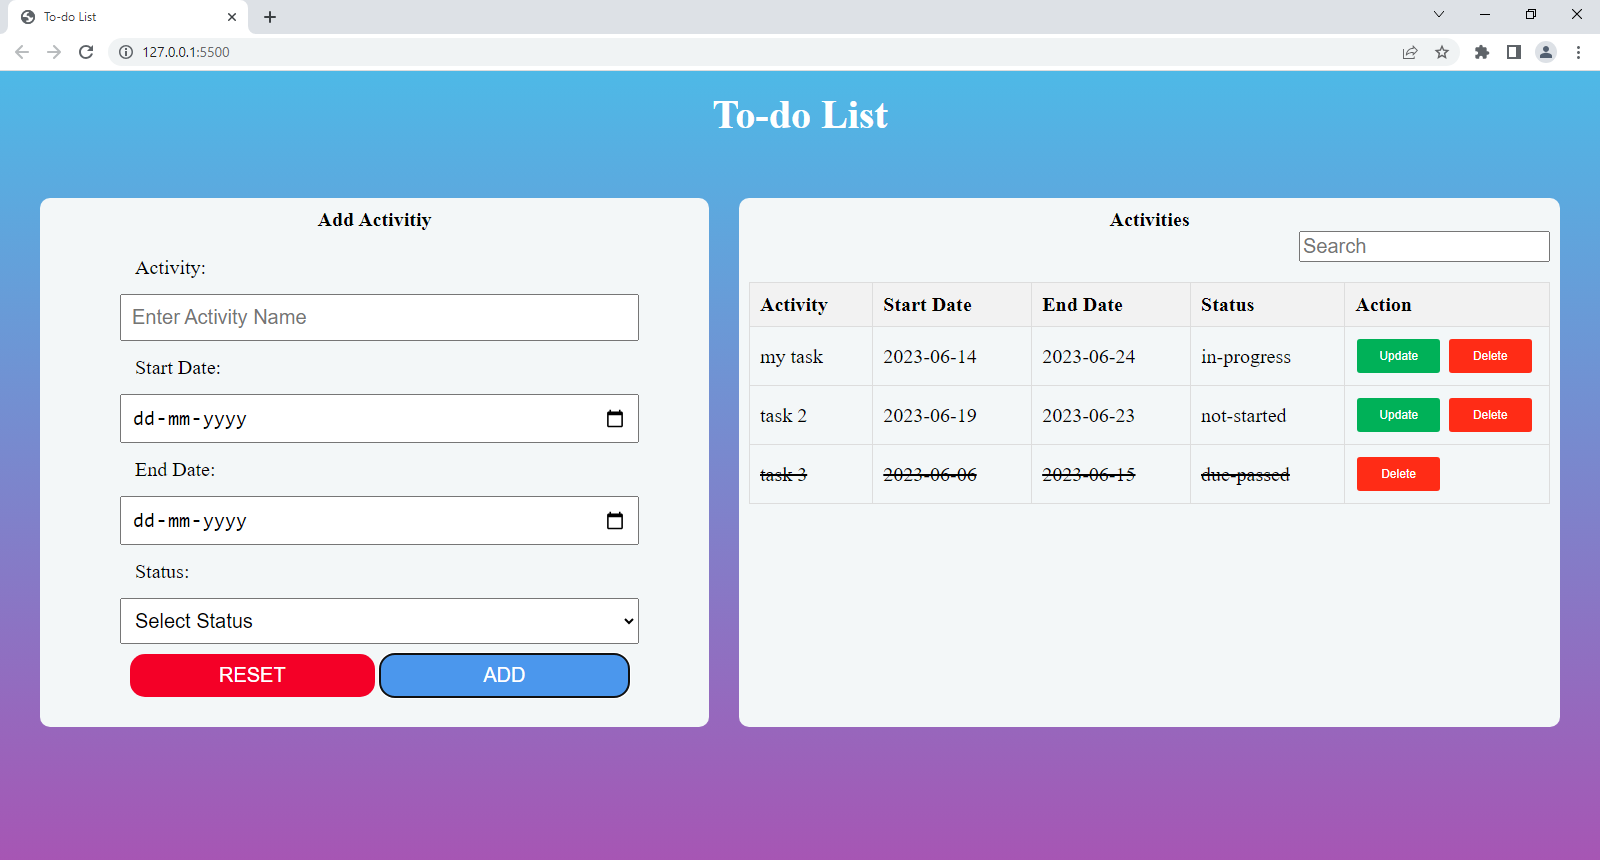 To-do List
127.0.0.1:5500
To-do List
Add Activitiy
Activity:
Enter Activity Name
Start Date:
dd-mm-yyyy
End Date:
dd-mm-yyyy
Status:
Select Status
RESET ADD
Activities
Search
Activity Start Date End Date Status Action
my task 2023-06-14 2023-06-24 in-progress Update Delete
task 2 2023-06-19 2023-06-23 not-started Update Delete
task 3 2023-06-06 2023-06-15 due-passed Delete